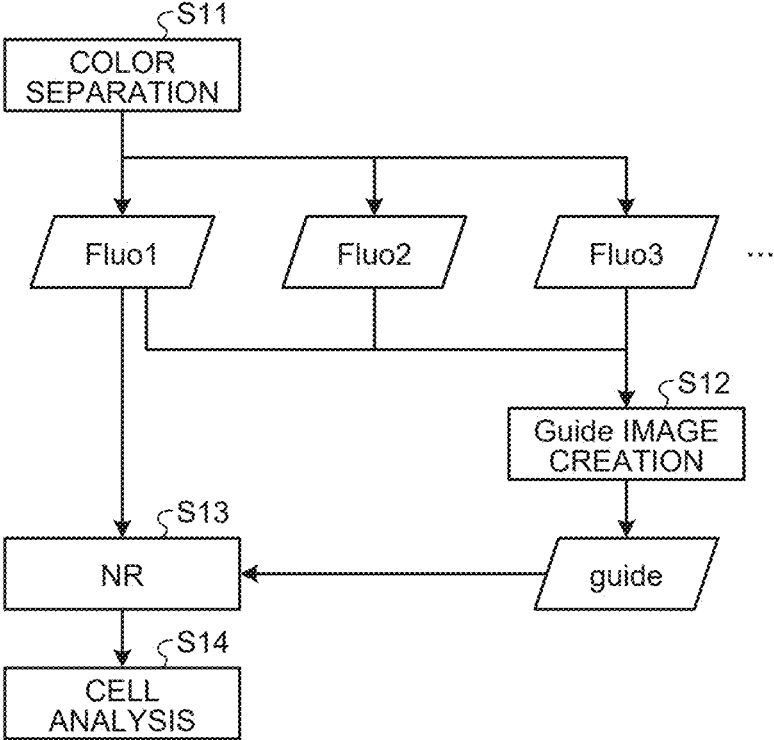 S11
COLOR
SEPARATION
Fluo1
Fluo2
Fluo3
...
S12
Guide IMAGE
CREATION
S13
NR
guide
S14
CELL
ANALYSIS